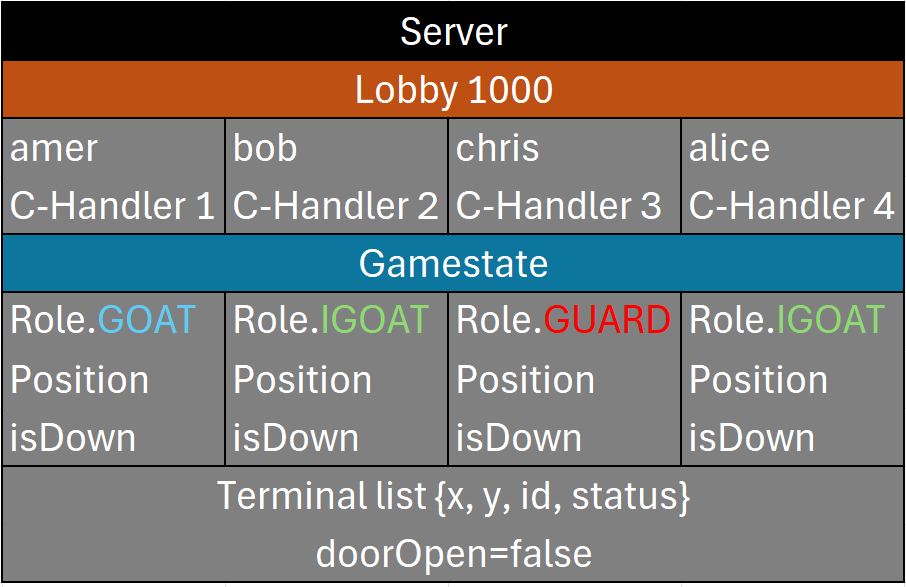 Server
Lobby 1000
amer
C-Handler 1
bob
C-Handler 2
chris
C-Handler 3
alice
C-Handler 4
Gamestate
Role.GOAT
Position
isDown
Role.IGOAT
Position
isDown
Role.GUARD
Position
isDown
Role.IGOAT
Position
isDown
Terminal list {x, y, id, status}
doorOpen=false